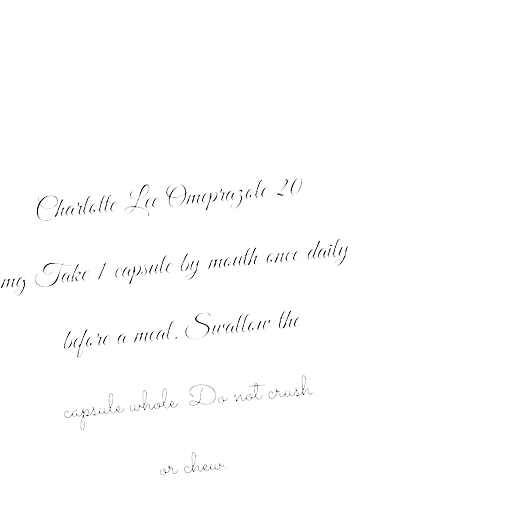 Charlotte Lee Omeprazole 20
mg Take 1 capsule by mouth once daily
before a meal. Swallow the
capsule whole. Do not crush
or chew.